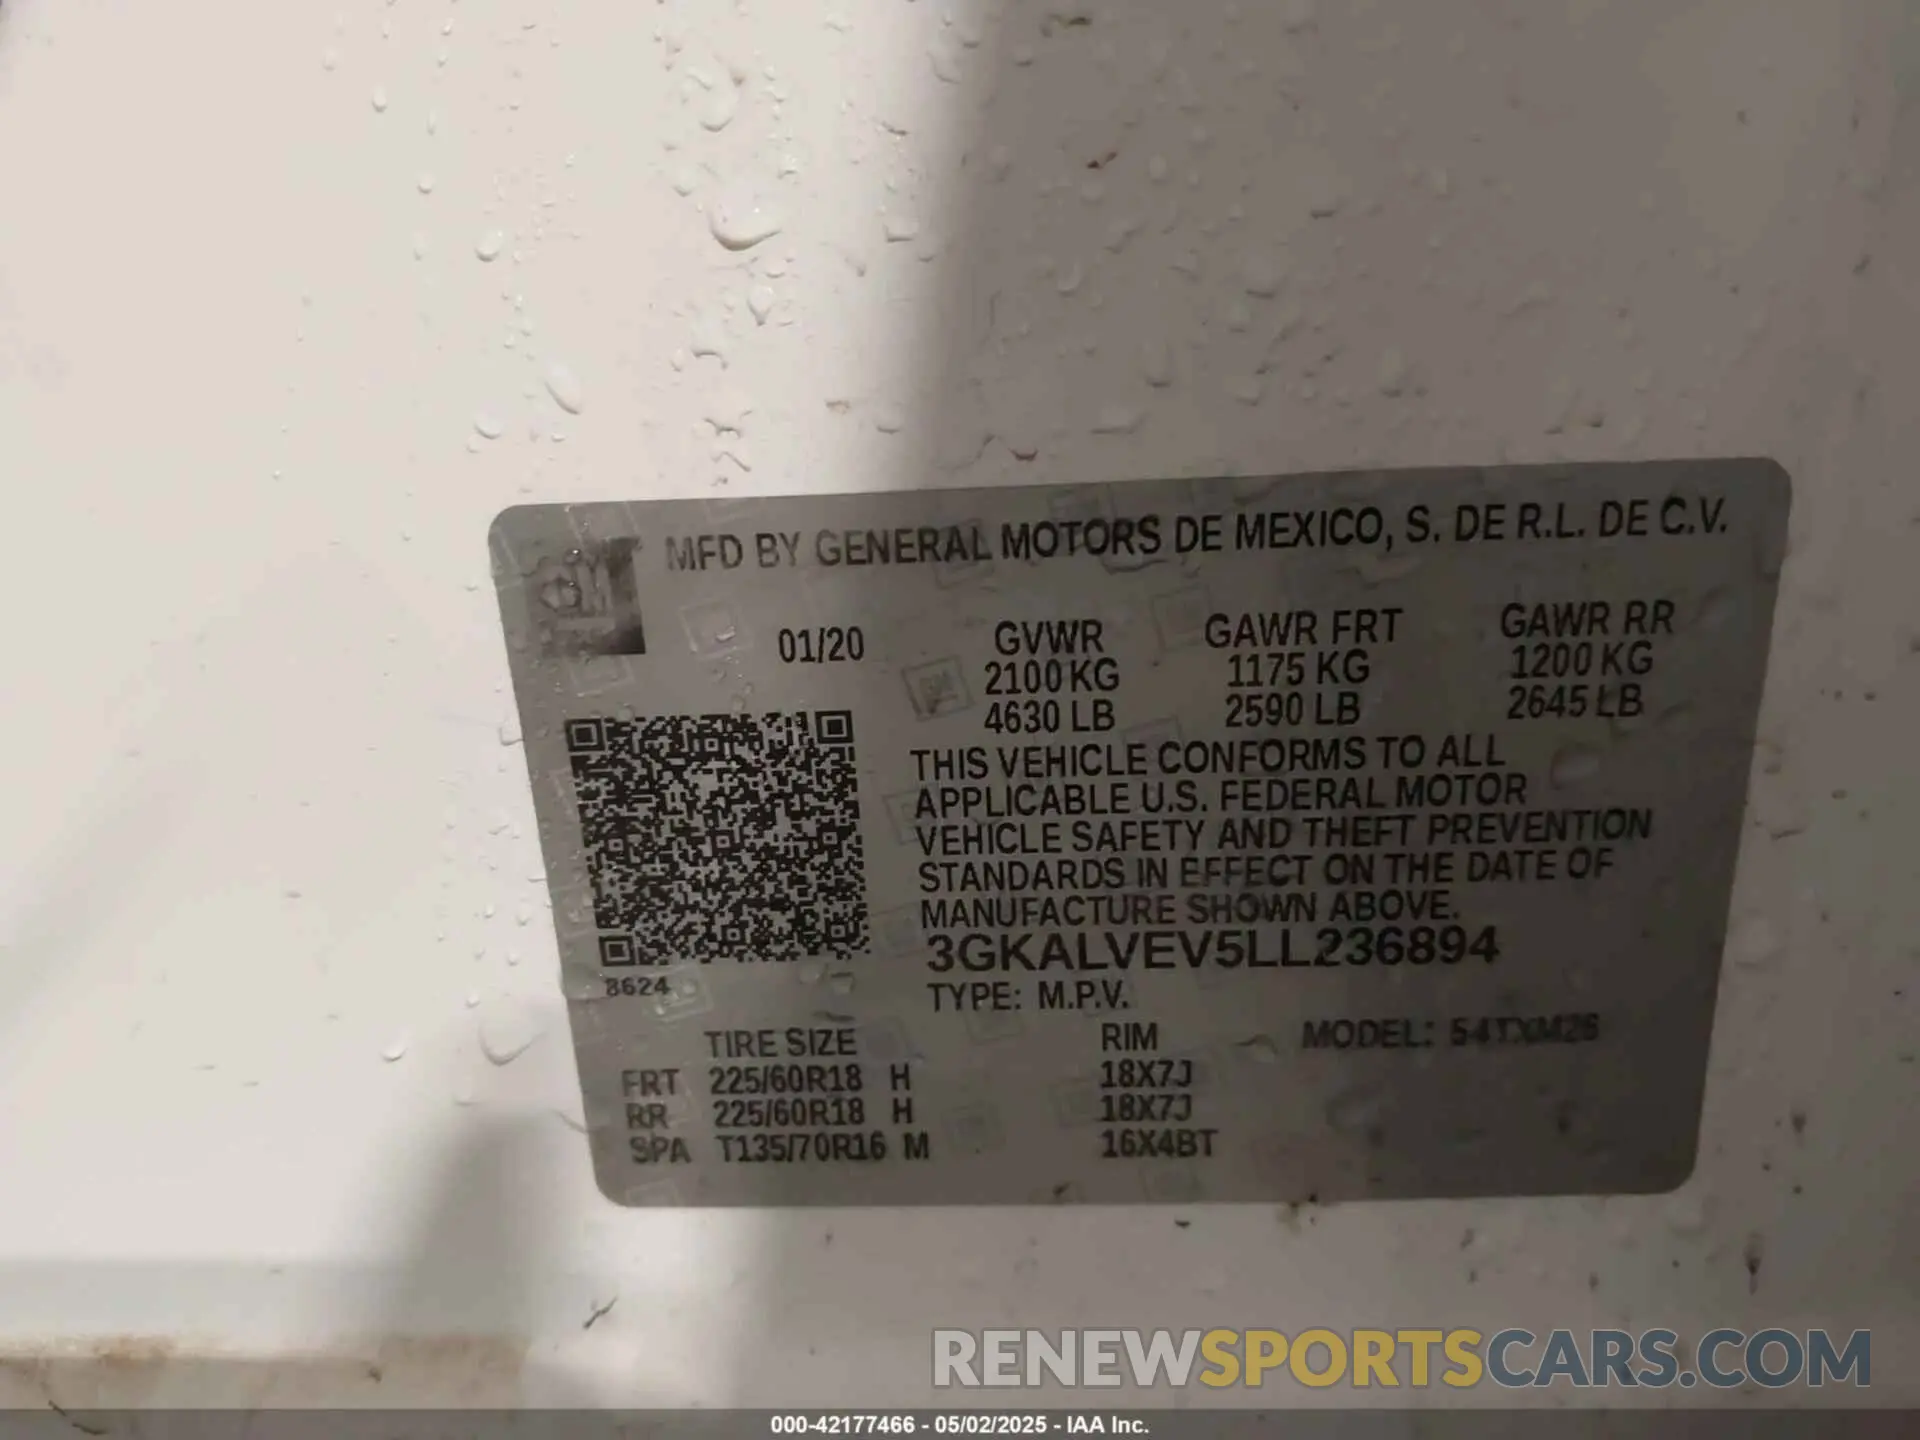 MFD BY GENERAL MOTORS DE MEXICO, S. DE R.L. DE C.V.
01/20 GVWR GAWR FRT GAWR RR
2100 KG 1175 KG 1200 KG
4630 LB 2590 LB 2645 LB
THIS VEHICLE CONFORMS TO ALL
APPLICABLE U.S. FEDERAL MOTOR
VEHICLE SAFETY AND THEFT PREVENTION
STANDARDS IN EFFECT ON THE DATE OF
MANUFACTURE SHOWN ABOVE.
3GKALVEV5LL236894
8624
TYPE: M.P.V.
TIRE SIZE RIM MODEL: 54TXM26
FRT 225/60R18 H 18X7J
RR 225/60R18 H 18X7J
SPA T135/70R16 M 16X4BT
RENEWSPORTSCARS.COM
000-42177466 - 05/02/2025 - IAA Inc.